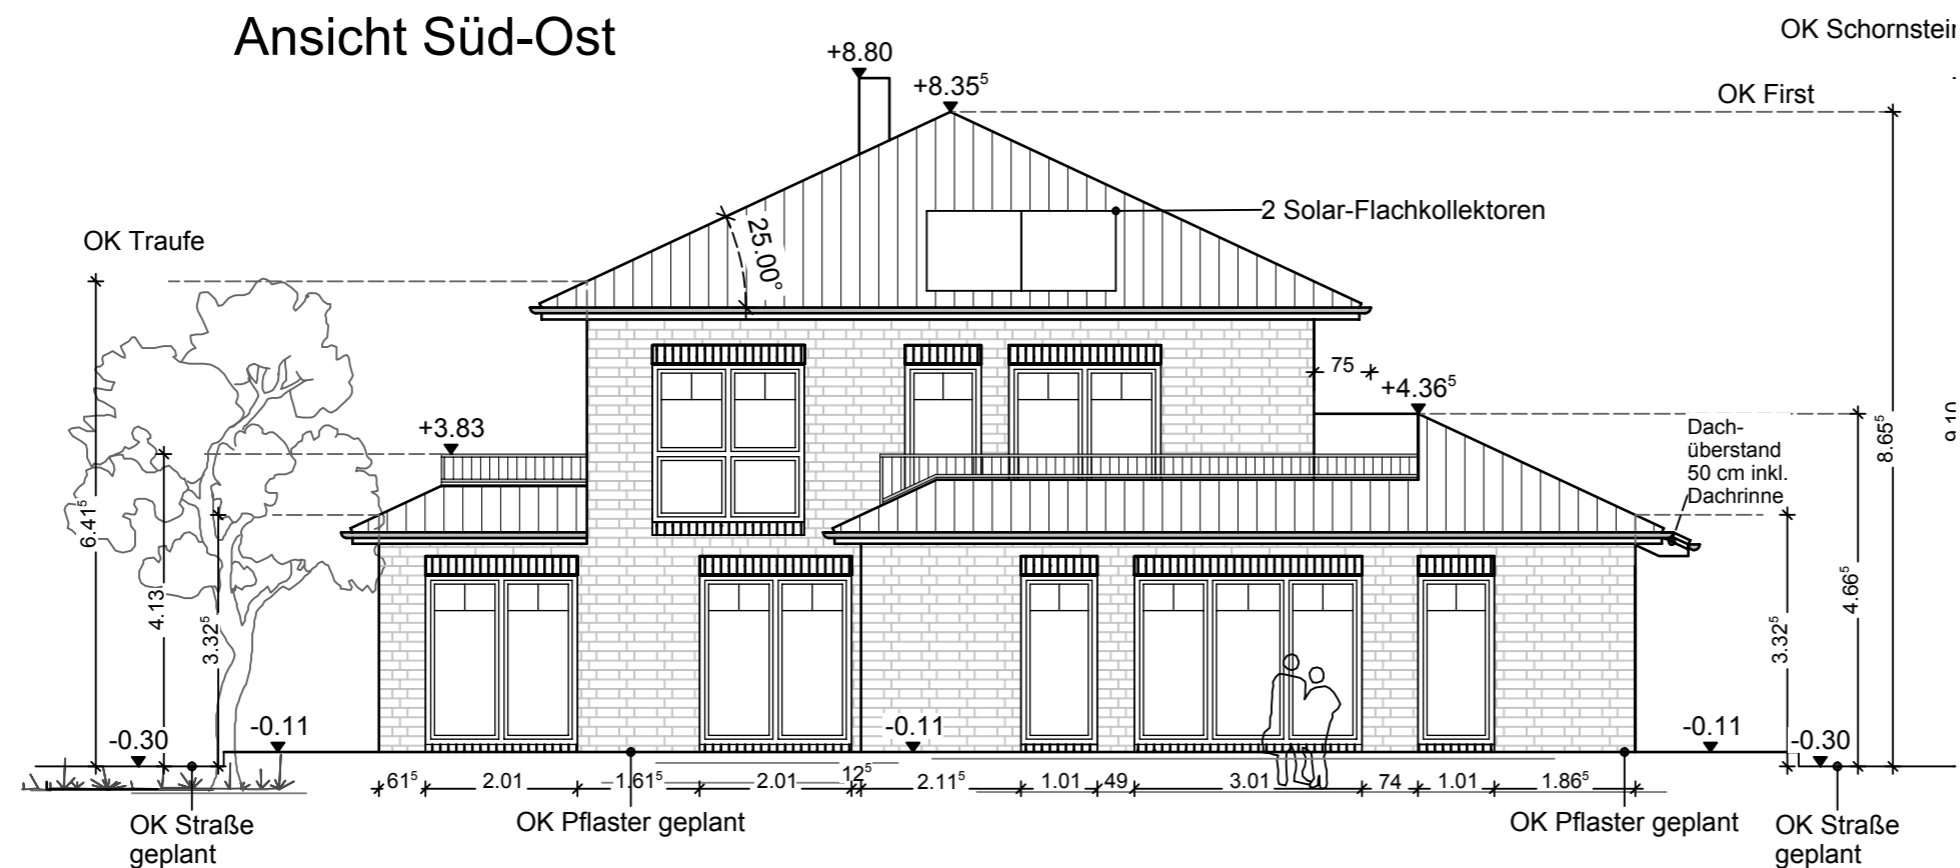 Ansicht Süd-Ost
OK Schornstein
+8.80
+8.35⁵
OK First
2 Solar-Flachkollektoren
25.00°
OK Traufe
75
+4.36⁵
+3.83
Dach-
überstand
50 cm inkl.
Dachrinne
6.41⁵
4.13
3.32⁵
3.32⁵
4.66⁵
8.65⁵
9.10
-0.30
-0.11
-0.11
-0.11
-0.30
61⁵ 2.01 1.61⁵ 2.01 12⁵ 2.11⁵ 1.01 49 3.01 74 1.01 1.86⁵
OK Straße
geplant
OK Pflaster geplant
OK Pflaster geplant
OK Straße
geplant